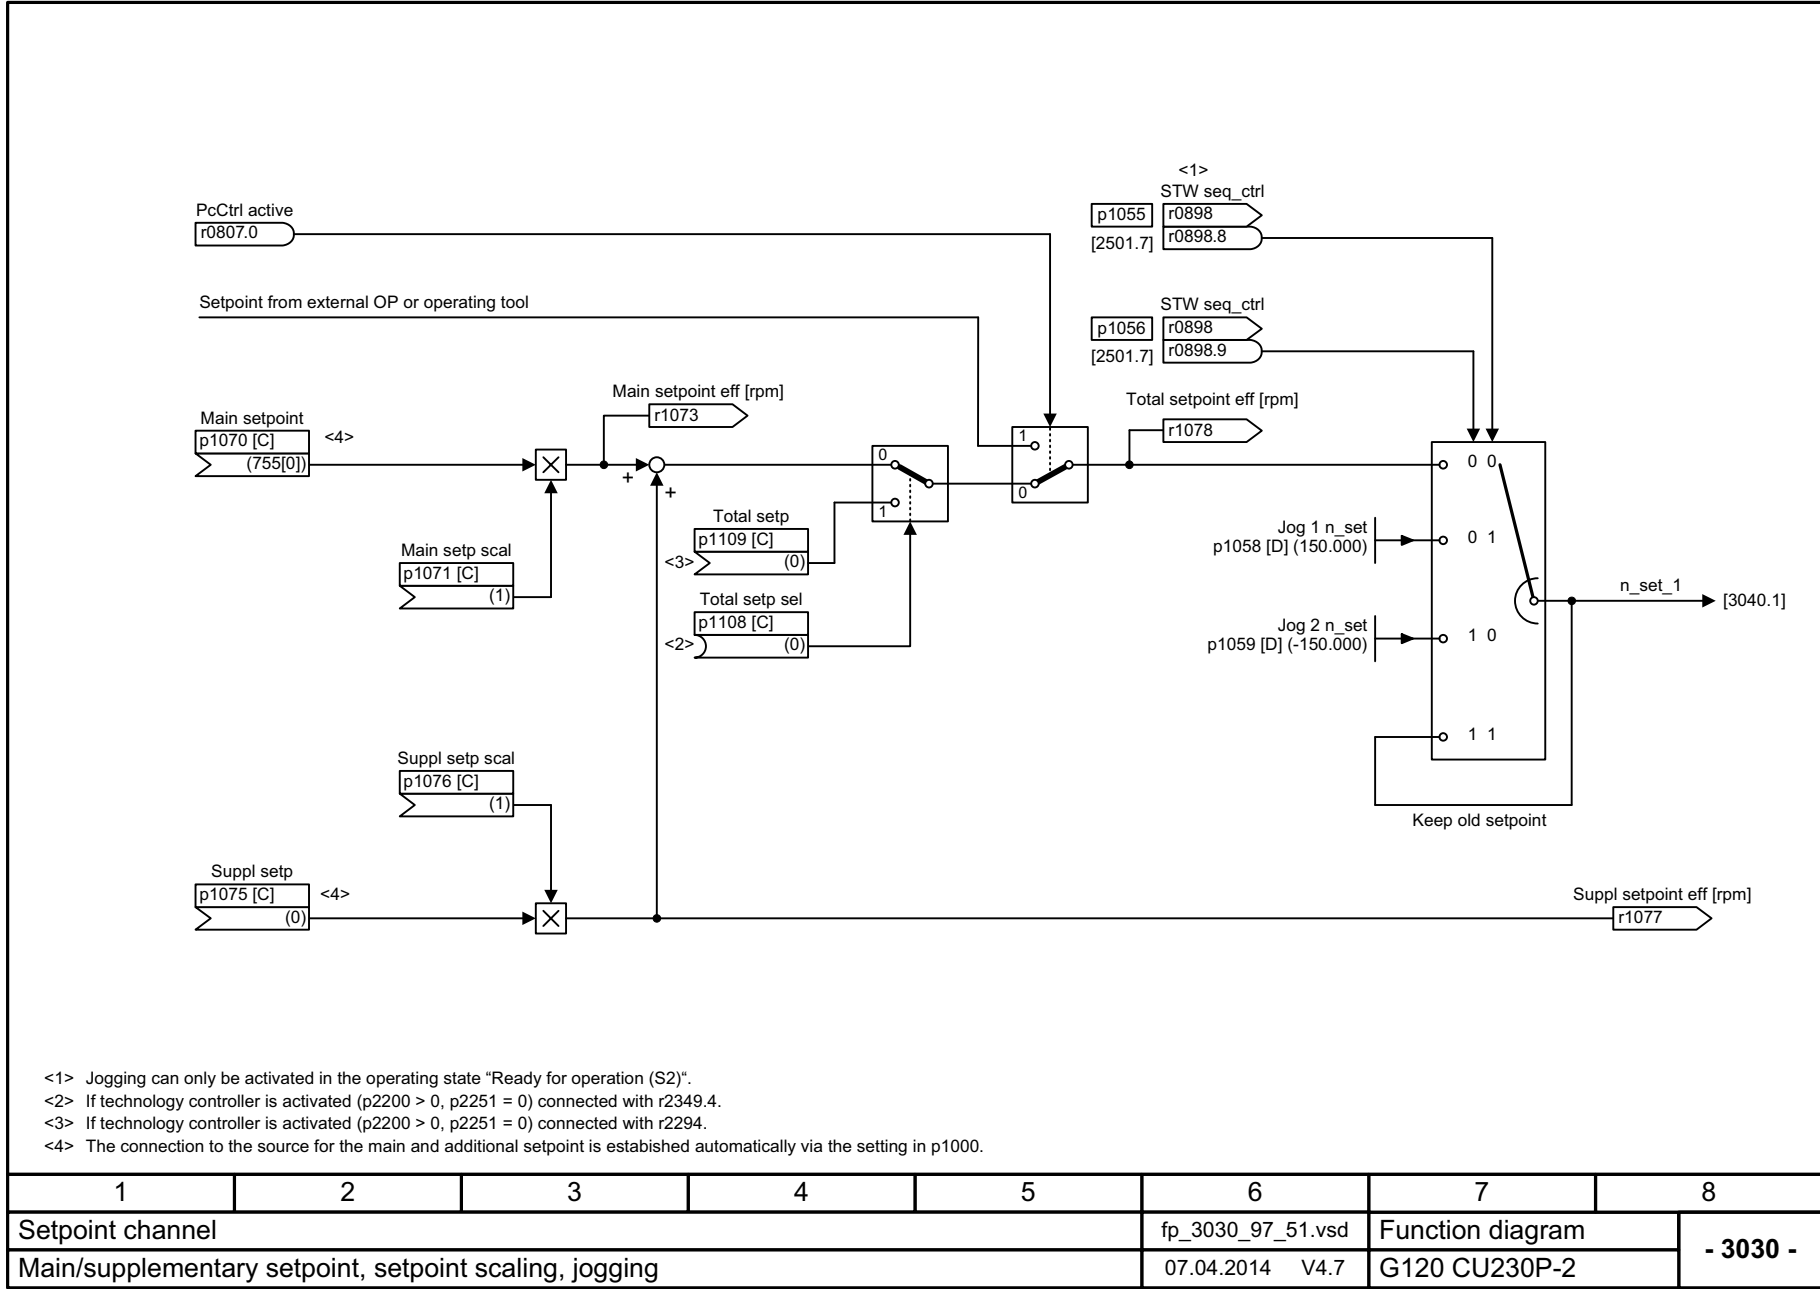 <1>
STW seq_ctrl
p1055
r0898
[2501.7]
r0898.8
PcCtrl active
r0807.0
Setpoint from external OP or operating tool
STW seq_ctrl
p1056
r0898
[2501.7]
r0898.9
Main setpoint eff [rpm]
r1073
Total setpoint eff [rpm]
r1078
Main setpoint
p1070 [C]
<4>
(755[0])
+
+
0
1
1
0
0 0
Total setp
p1109 [C]
<3>
(0)
Jog 1 n_set
p1058 [D] (150.000)
0 1
Main setp scal
p1071 [C]
(1)
Total setp sel
p1108 [C]
<2>
(0)
n_set_1
[3040.1]
Jog 2 n_set
p1059 [D] (-150.000)
1 0
1 1
Keep old setpoint
Suppl setp scal
p1076 [C]
(1)
Suppl setp
p1075 [C]
<4>
(0)
Suppl setpoint eff [rpm]
r1077
<1> Jogging can only be activated in the operating state “Ready for operation (S2)“.
<2> If technology controller is activated (p2200 > 0, p2251 = 0) connected with r2349.4.
<3> If technology controller is activated (p2200 > 0, p2251 = 0) connected with r2294.
<4> The connection to the source for the main and additional setpoint is estabished automatically via the setting in p1000.
1 2 3 4 5 6 7 8
Setpoint channel
fp_3030_97_51.vsd
Function diagram
- 3030 -
Main/supplementary setpoint, setpoint scaling, jogging
07.04.2014 V4.7
G120 CU230P-2